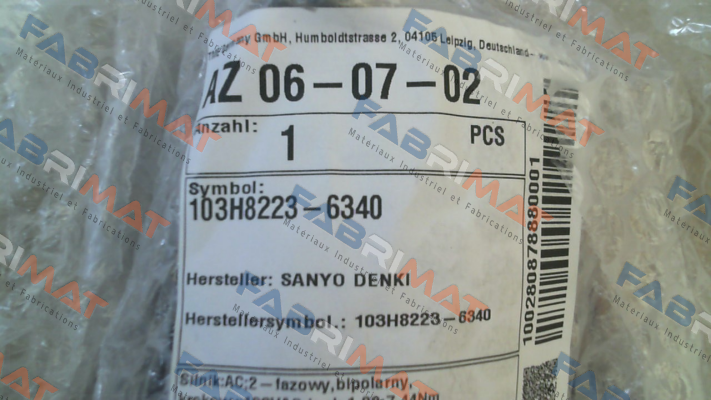 GmbH, Humboldtstrasse 2, 04105 Leipzig, Deutschland
AZ 06-07-02
Anzahl: 1 PCS
Symbol:
103H8223-6340
Hersteller: SANYO DENKI
Herstellersymbol.: 103H8223-6340
Silnik:AC;2-fazowy,bipolarny,
1002808788880001
FABRIMAT
Materiaux Industriel et Fabrications